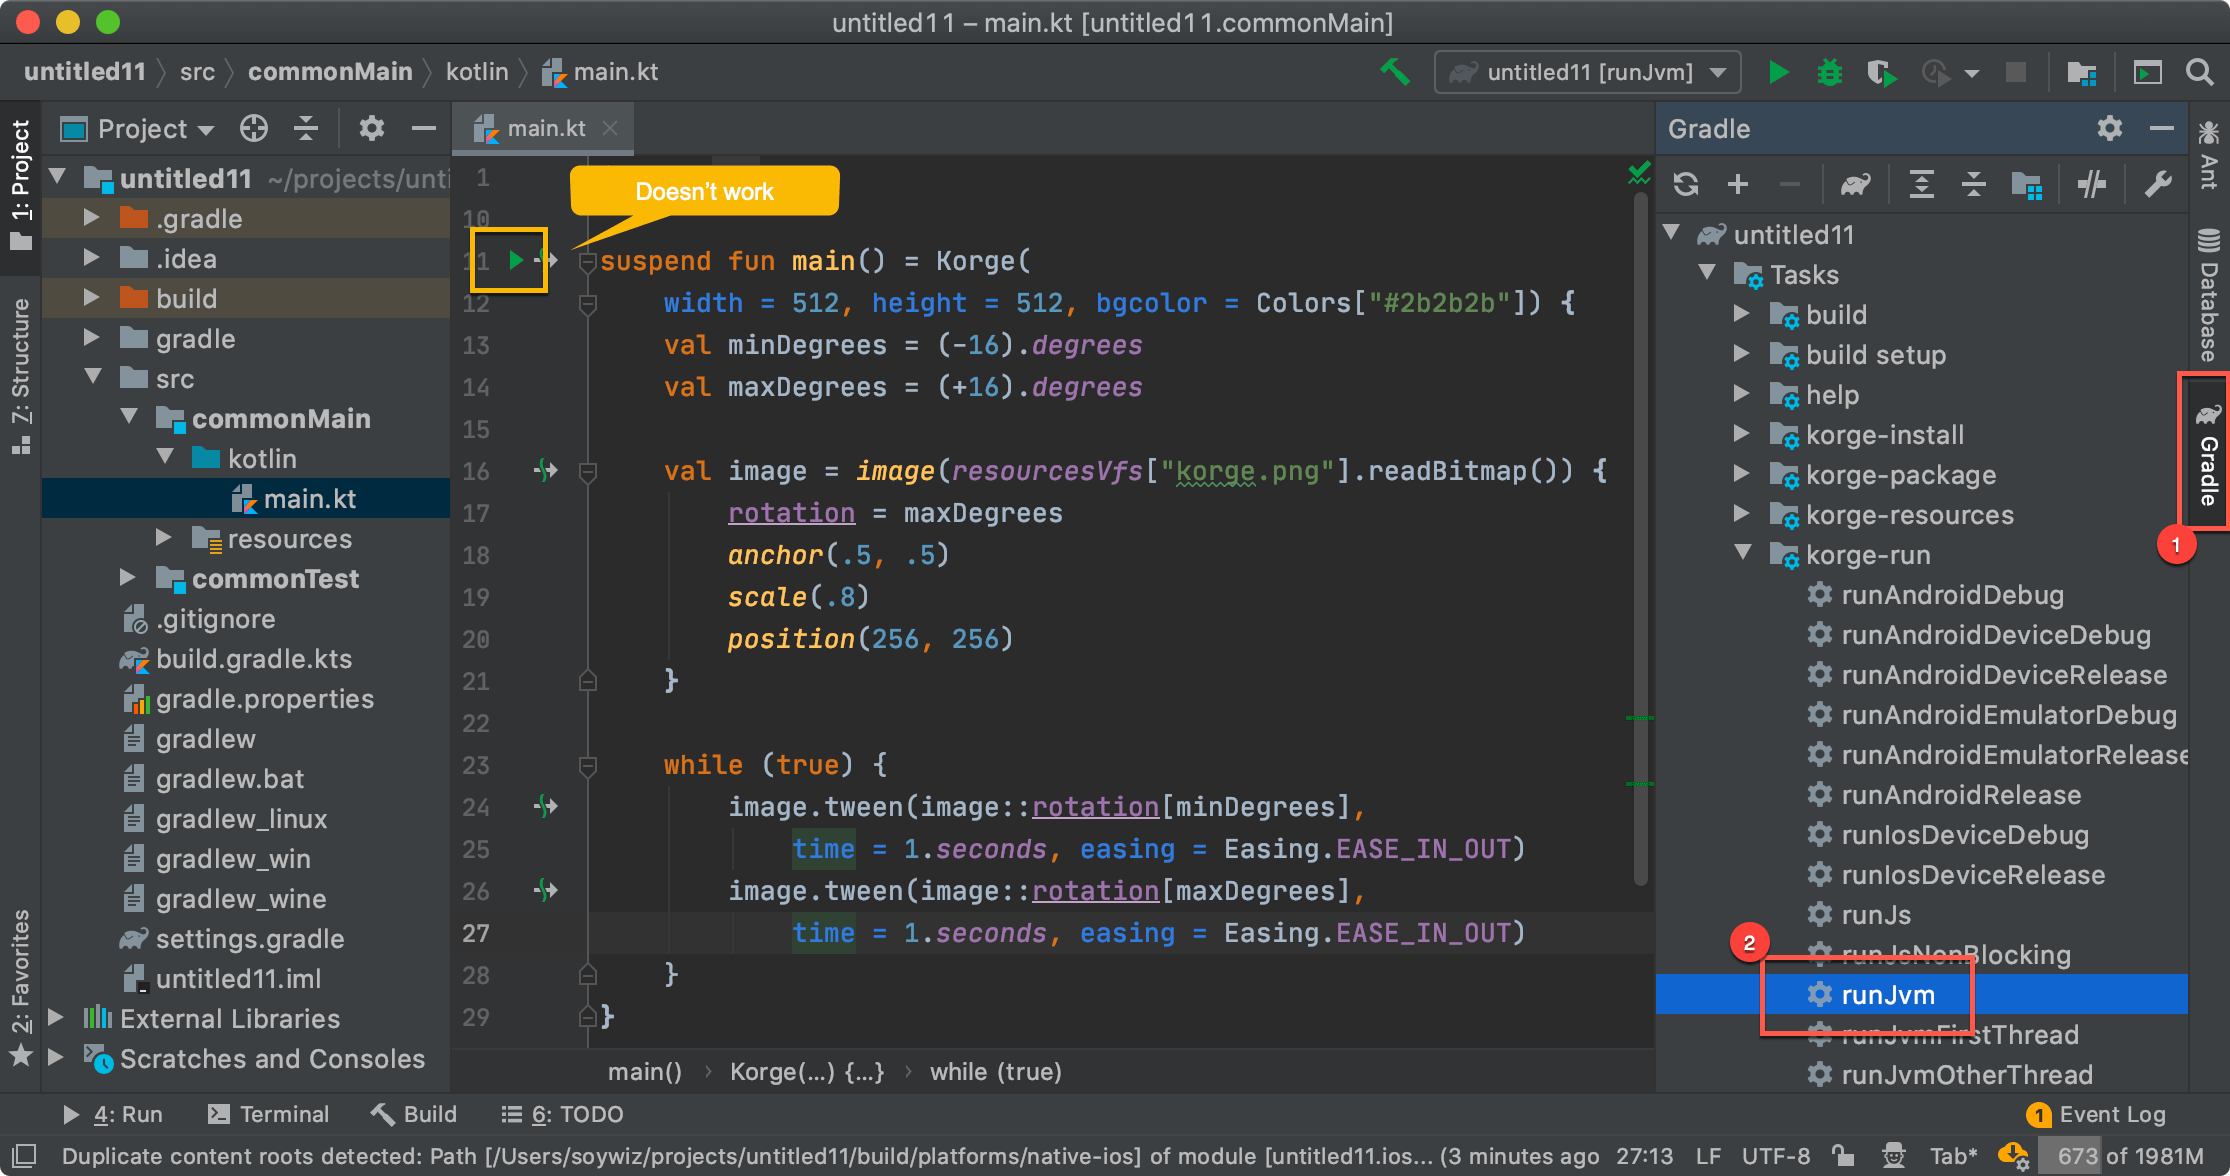 untitled11 – main.kt [untitled11.commonMain]
untitled11 src commonMain kotlin main.kt
untitled11 [runJvm]
1: Project
7: Structure
2: Favorites
Project
untitled11 ~/projects/unti
.gradle
.idea
build
gradle
src
commonMain
kotlin
main.kt
resources
commonTest
.gitignore
build.gradle.kts
gradle.properties
gradlew
gradlew.bat
gradlew_linux
gradlew_win
gradlew_wine
settings.gradle
untitled11.iml
External Libraries
Scratches and Consoles
main.kt
Doesn't work
1
10
11 suspend fun main() = Korge(
12 width = 512, height = 512, bgcolor = Colors["#2b2b2b"]) {
13 val minDegrees = (-16).degrees
14 val maxDegrees = (+16).degrees
15
16 val image = image(resourcesVfs["korge.png"].readBitmap()) {
17 rotation = maxDegrees
18 anchor(.5, .5)
19 scale(.8)
20 position(256, 256)
21 }
22
23 while (true) {
24 image.tween(image::rotation[minDegrees],
25 time = 1.seconds, easing = Easing.EASE_IN_OUT)
26 image.tween(image::rotation[maxDegrees],
27 time = 1.seconds, easing = Easing.EASE_IN_OUT)
28 }
29 }
main() › Korge(...) {...} › while (true)
Gradle
untitled11
Tasks
build
build setup
help
korge-install
korge-package
korge-resources
korge-run
runAndroidDebug
runAndroidDeviceDebug
runAndroidDeviceRelease
runAndroidEmulatorDebug
runAndroidEmulatorRelease
runAndroidRelease
runIosDeviceDebug
runIosDeviceRelease
runJs
runJsNonBlocking
2
runJvm
runJvmFirstThread
runJvmOtherThread
Ant
Database
Gradle
1
4: Run Terminal Build 6: TODO
1 Event Log
Duplicate content roots detected: Path [/Users/soywiz/projects/untitled11/build/platforms/native-ios] of module [untitled11.ios... (3 minutes ago 27:13 LF UTF-8 Tab* 673 of 1981M